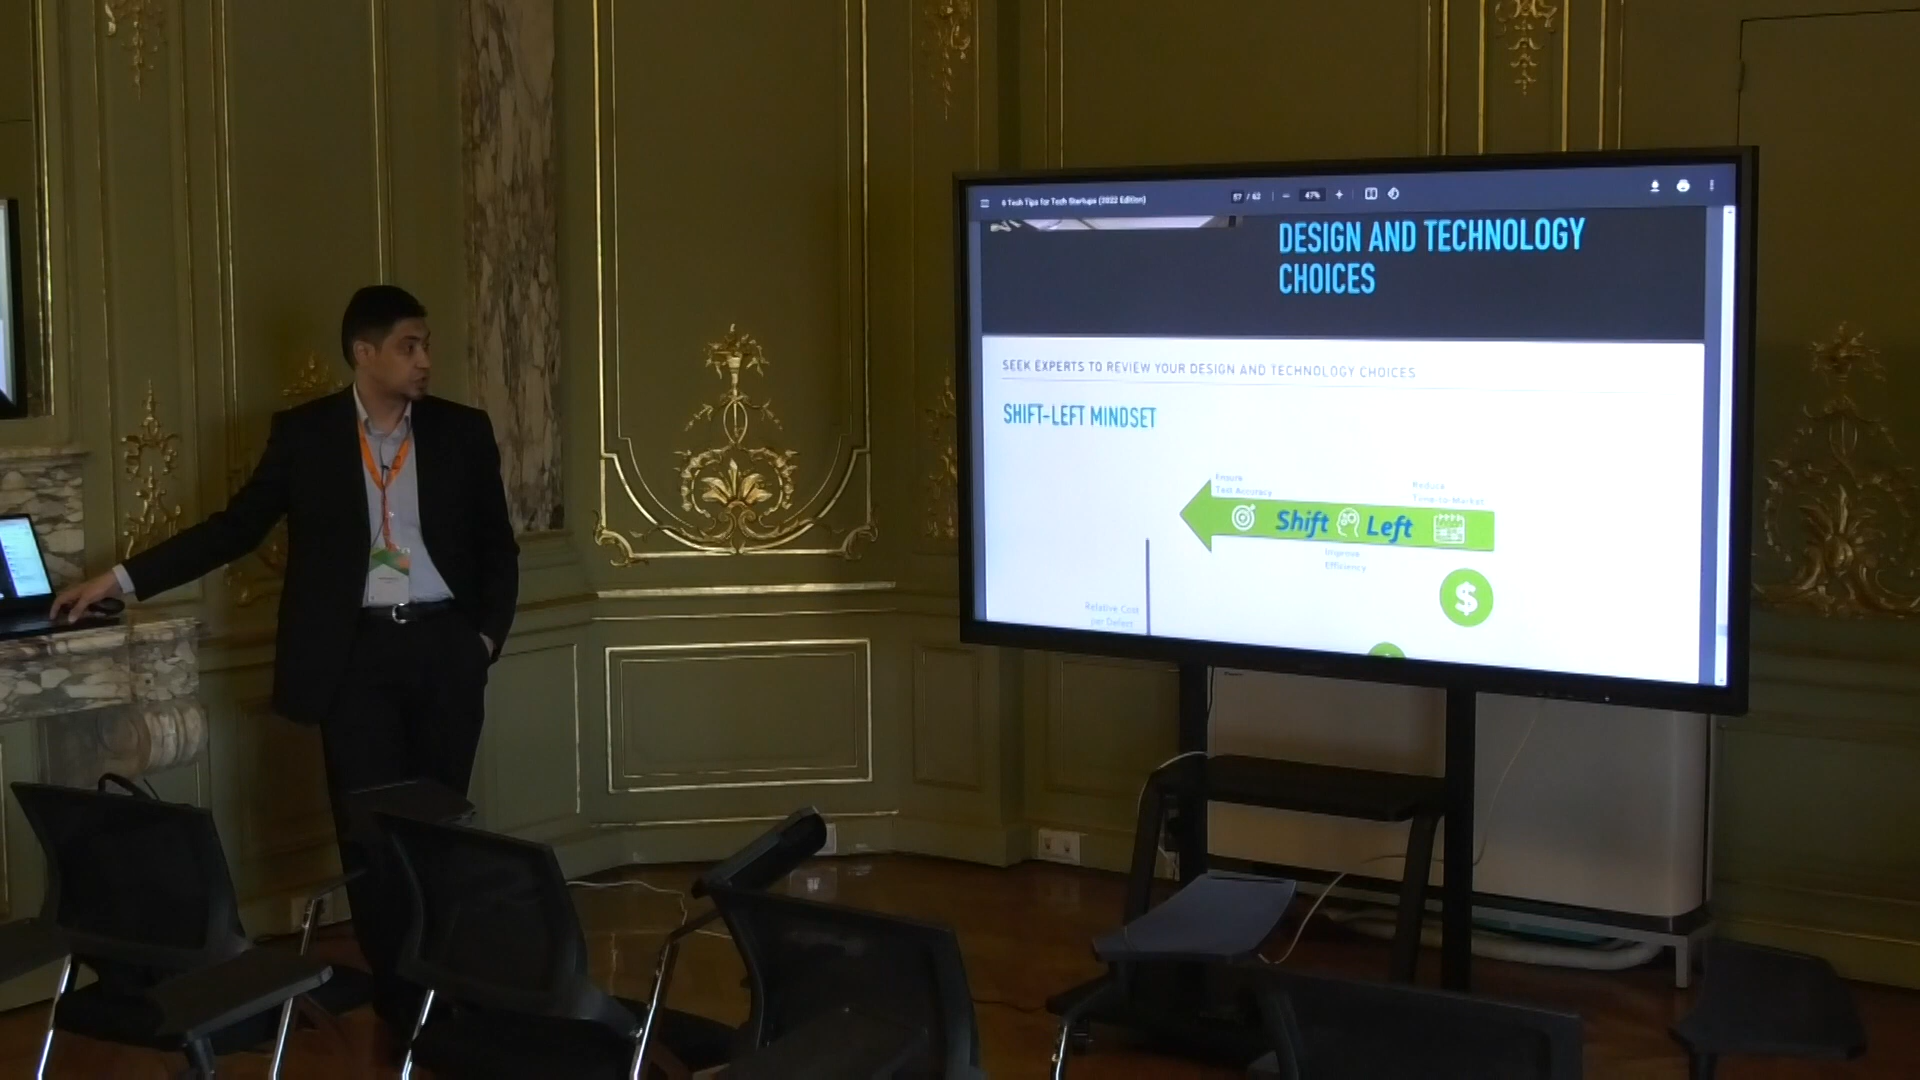 6 Tech Tips for Tech Startups (2022 Edition)
57 / 62
47%
DESIGN AND TECHNOLOGY
CHOICES
SEEK EXPERTS TO REVIEW YOUR DESIGN AND TECHNOLOGY CHOICES
SHIFT-LEFT MINDSET
Ensure
Test Accuracy
Reduce
Time-to-Market
Shift Left
Improve
Efficiency
$
Relative Cost
per Defect